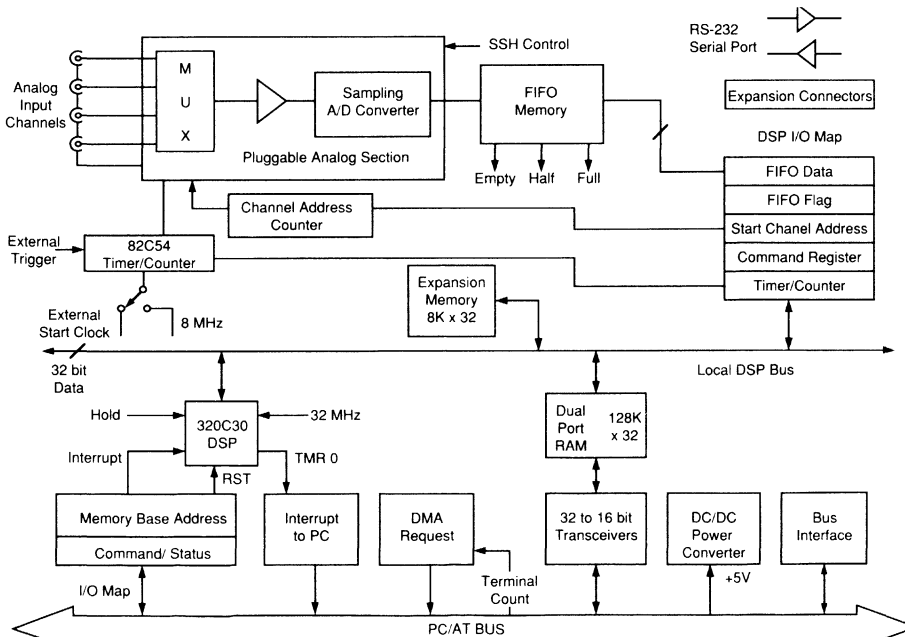 RS-232
Serial Port
SSH Control
Analog
Input
Channels
M
U
X
Sampling
A/D Converter
Pluggable Analog Section
FIFO
Memory
Empty
Half
Full
Expansion Connectors
DSP I/O Map
FIFO Data
FIFO Flag
Start Chanel Address
Command Register
Timer/Counter
Channel Address
Counter
External
Trigger
82C54
Timer/Counter
External
Start Clock
8 MHz
Expansion
Memory
8K x 32
32 bit
Data
Local DSP Bus
Hold
320C30
DSP
32 MHz
Interrupt
RST
TMR 0
Dual
Port
RAM
128K
x 32
Memory Base Address
Command/ Status
I/O Map
Interrupt
to PC
DMA
Request
Terminal
Count
32 to 16 bit
Transceivers
DC/DC
Power
Converter
+5V
Bus
Interface
PC/AT BUS